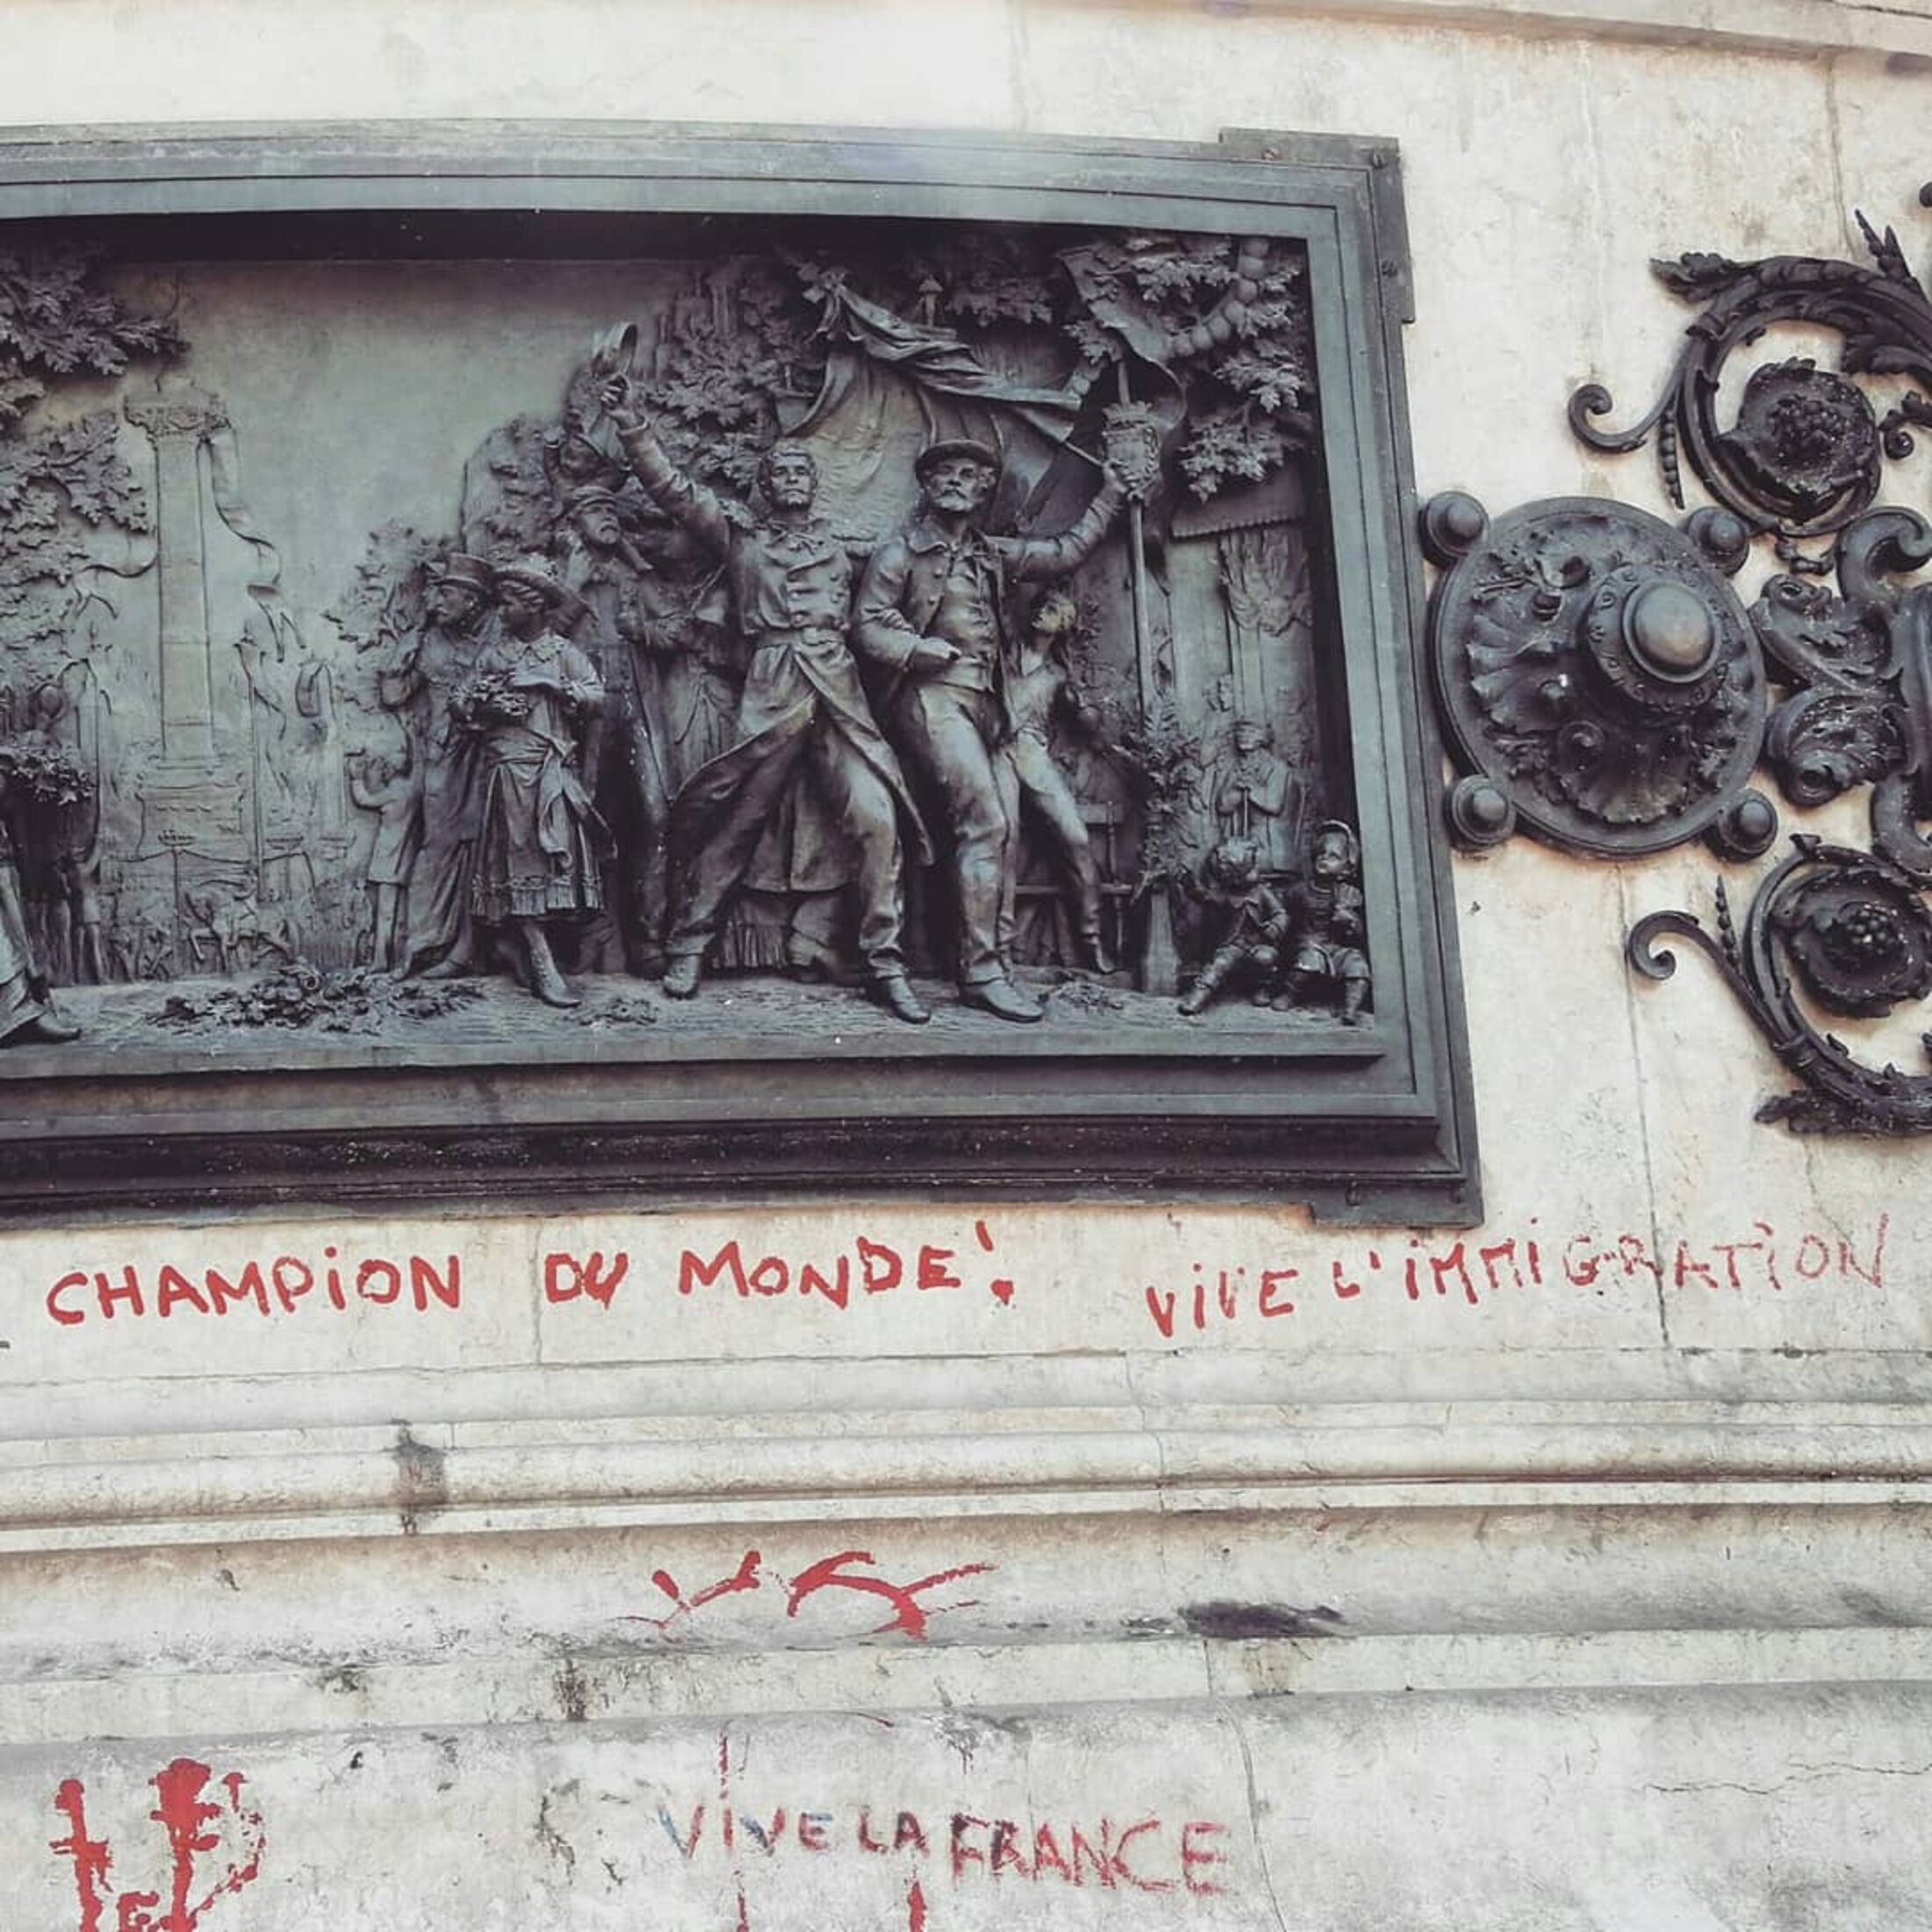 CHAMPION DU MONDE! VIVE L'IMMIGRATION
VIVE LA FRANCE